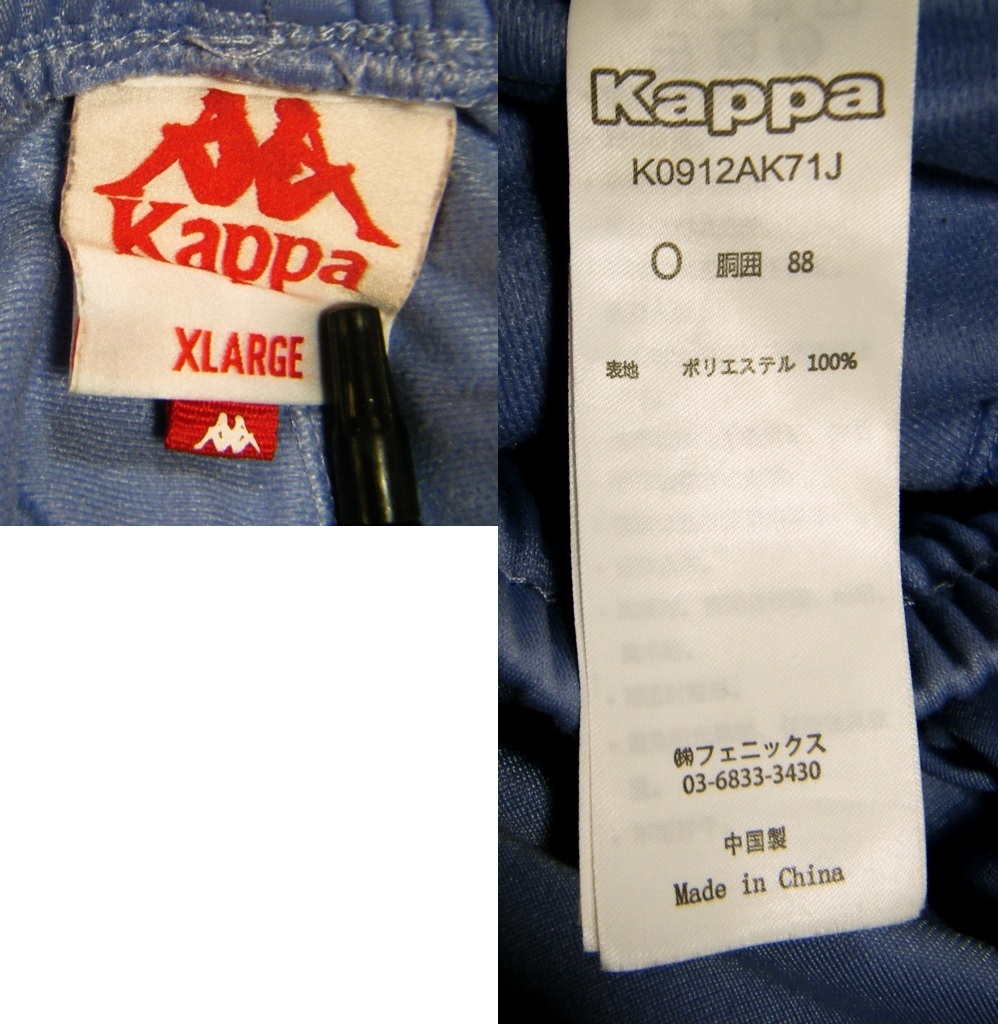 Kappa
XLARGE
Kappa
K0912AK71J
O 胴囲 88
表地 ポリエステル 100%
㈱フェニックス
03-6833-3430
中国製
Made in China